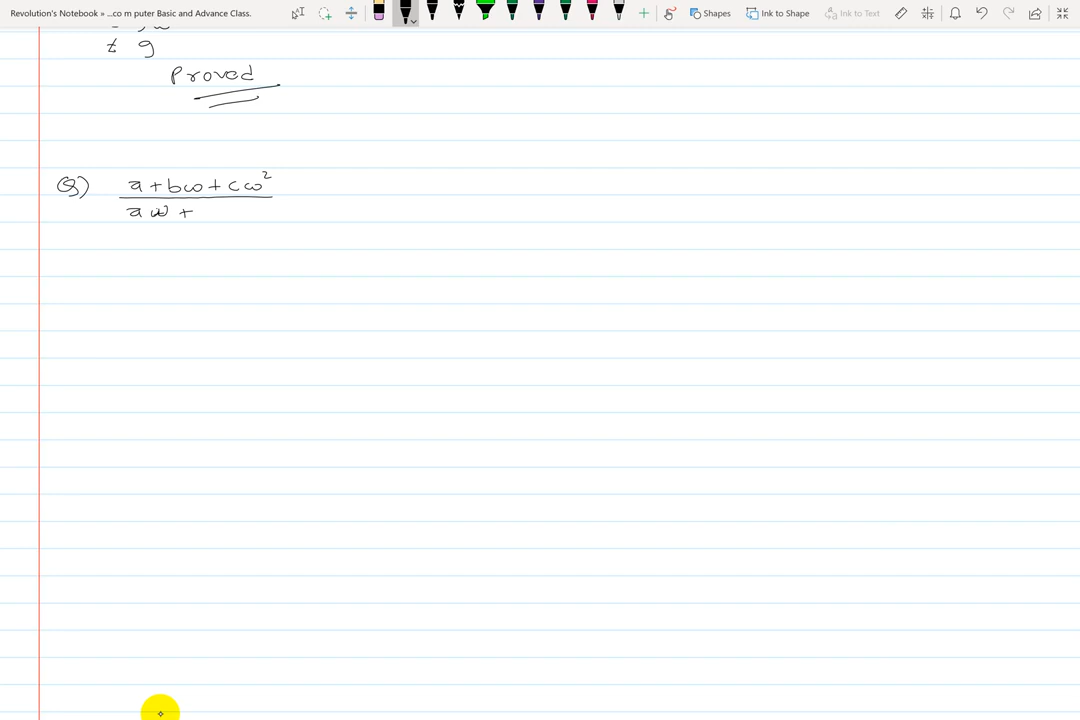 Revolution's Notebook » ...co m puter Basic and Advance Class.
Shapes
Ink to Shape
Ink to Text
t g
Proved
Q) a+bω+cω²
aω +